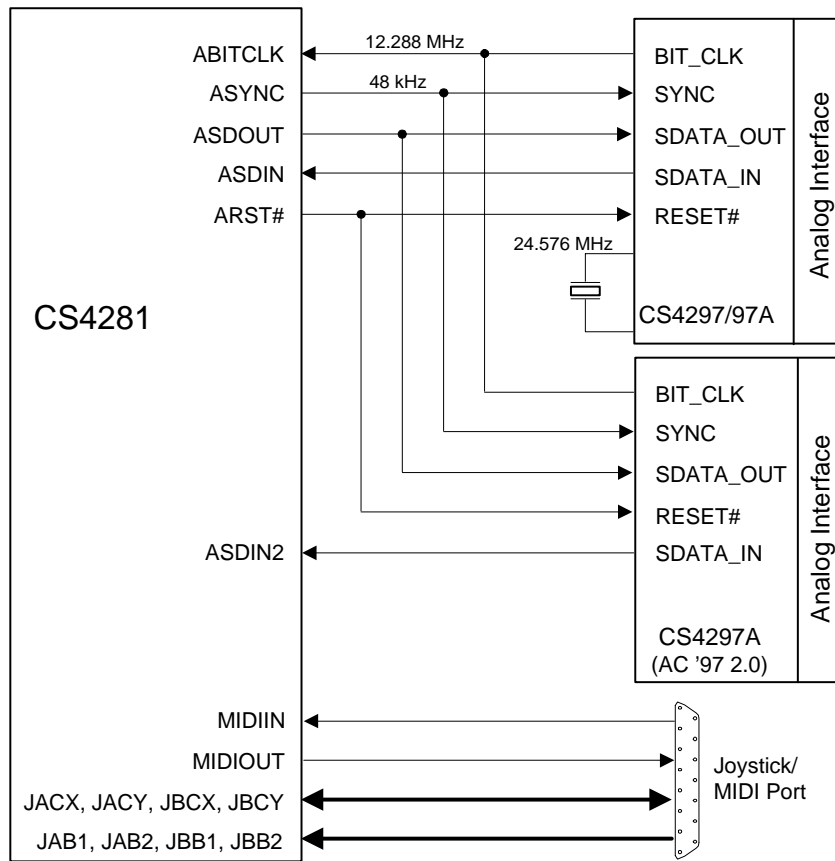 ABITCLK
ASYNC
ASDOUT
ASDIN
ARST#
CS4281
ASDIN2
MIDIIN
MIDIOUT
JACX, JACY, JBCX, JBCY
JAB1, JAB2, JBB1, JBB2
12.288 MHz
48 kHz
24.576 MHz
BIT_CLK
SYNC
SDATA_OUT
SDATA_IN
RESET#
CS4297/97A
Analog Interface
BIT_CLK
SYNC
SDATA_OUT
RESET#
SDATA_IN
CS4297A
(AC '97 2.0)
Analog Interface
Joystick/
MIDI Port